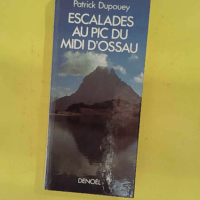 Patrick Dupouey
ESCALADES
AU PIC DU
MIDI D'OSSAU
DENOËL